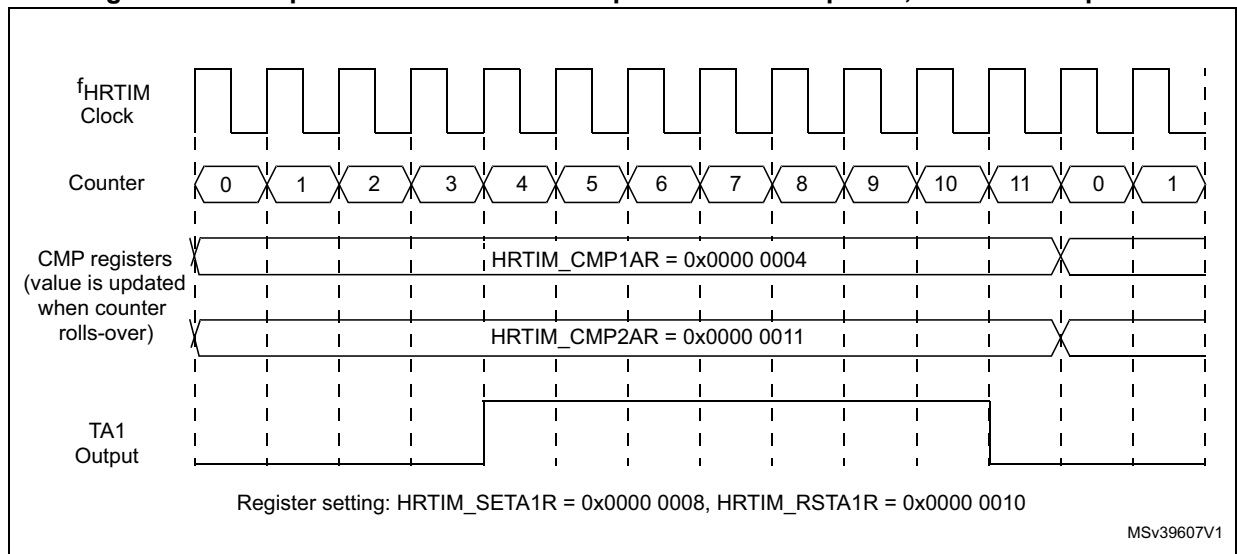 fHRTIM
Clock
Counter
0 1 2 3 4 5 6 7 8 9 10 11 0 1
CMP registers
(value is updated
when counter
rolls-over)
HRTIM_CMP1AR = 0x0000 0004
HRTIM_CMP2AR = 0x0000 0011
TA1
Output
Register setting: HRTIM_SETA1R = 0x0000 0008, HRTIM_RSTA1R = 0x0000 0010
MSv39607V1